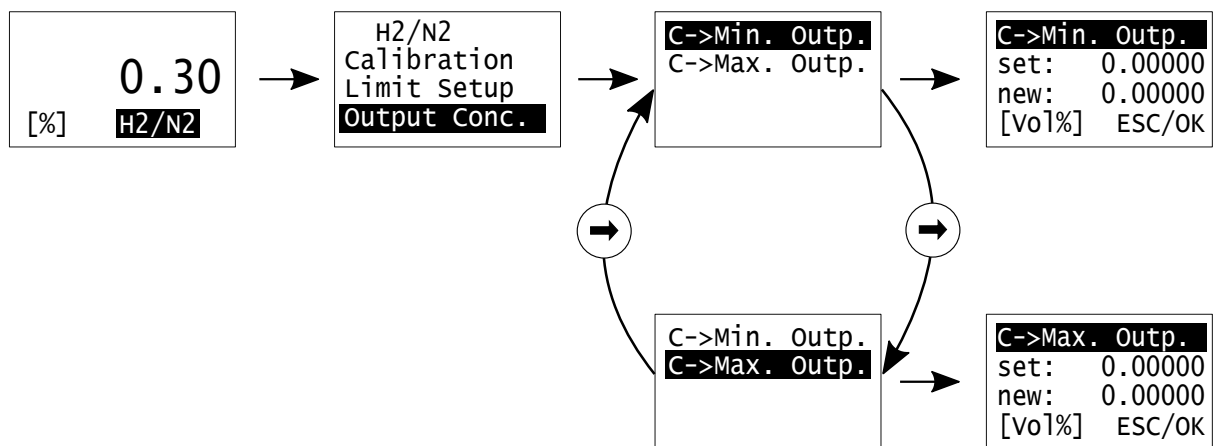 0.30
[%] H2/N2
H2/N2
Calibration
Limit Setup
Output Conc.
C->Min. Outp.
C->Max. Outp.
C->Min. Outp.
set: 0.00000
new: 0.00000
[Vol%] ESC/OK
C->Min. Outp.
C->Max. Outp.
C->Max. Outp.
set: 0.00000
new: 0.00000
[Vol%] ESC/OK